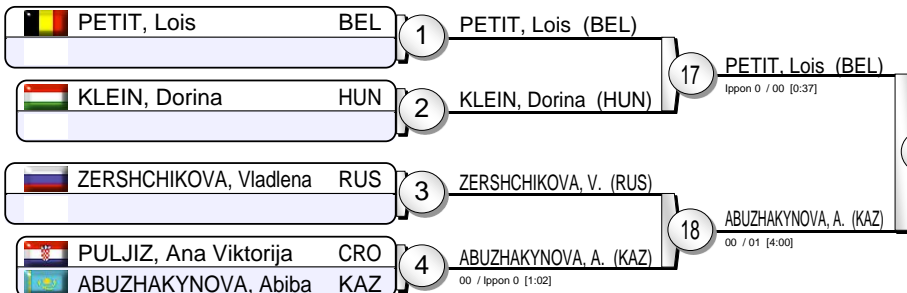 PETIT, Lois BEL
1
PETIT, Lois (BEL)
17
PETIT, Lois (BEL)
Ippon 0 / 00 [0:37]
KLEIN, Dorina HUN
2
KLEIN, Dorina (HUN)
ZERSHCHIKOVA, Vladlena RUS
3
ZERSHCHIKOVA, V. (RUS)
18
ABUZHAKYNOVA, A. (KAZ)
00 / 01 [4:00]
PULJIZ, Ana Viktorija CRO
4
ABUZHAKYNOVA, A. (KAZ)
00 / Ippon 0 [1:02]
ABUZHAKYNOVA, Abiba KAZ